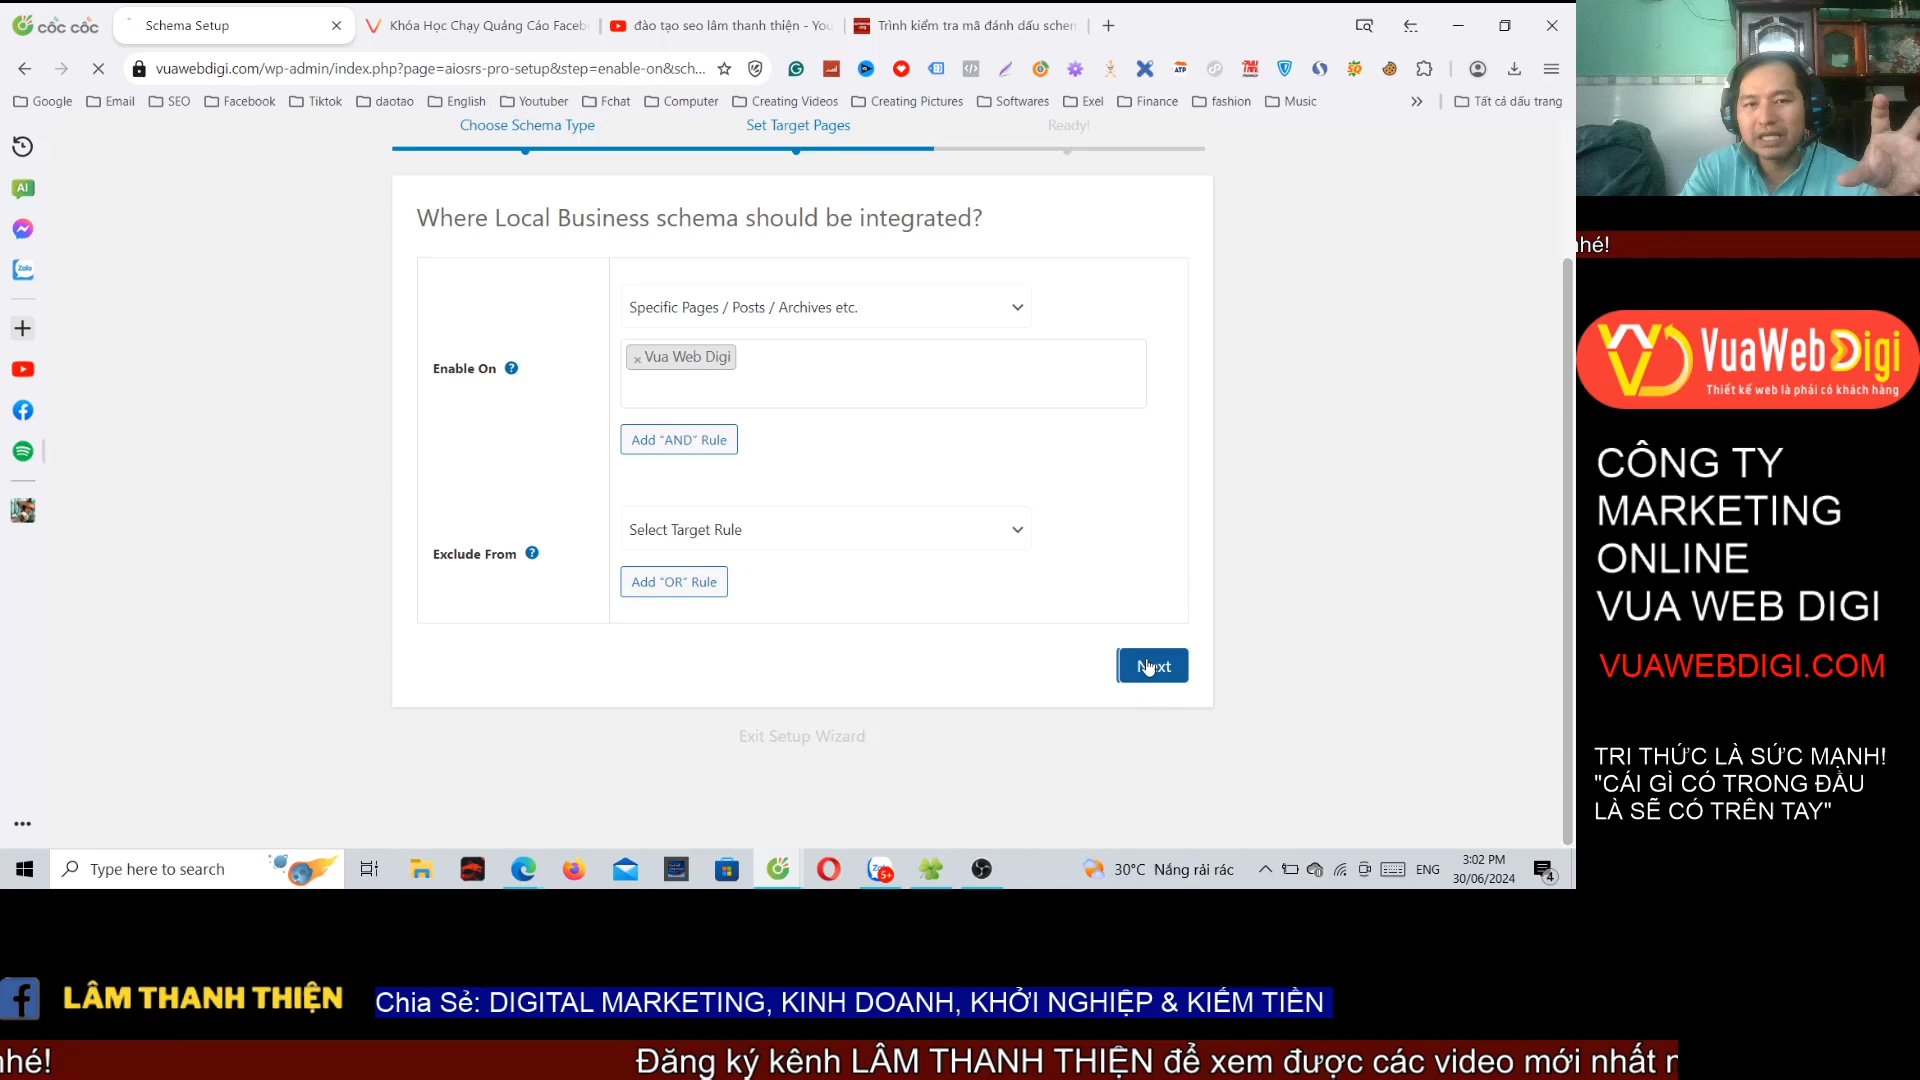 cốc cốc
Schema Setup
Khóa Học Chạy Quảng Cáo Faceb
đào tạo seo lâm thanh thiện - You
Trình kiểm tra mã đánh dấu schem
vuawebdigi.com/wp-admin/index.php?page=aiosrs-pro-setup&step=enable-on&sch...
Google
Email
SEO
Facebook
Tiktok
daotao
English
Youtuber
Fchat
Computer
Creating Videos
Creating Pictures
Softwares
Exel
Finance
fashion
Music
Tất cả dấu trang
Choose Schema Type
Set Target Pages
Ready!
AI
Zalo
Where Local Business schema should be integrated?
Specific Pages / Posts / Archives etc.
Enable On
× Vua Web Digi
Add “AND” Rule
Select Target Rule
Exclude From
Add “OR” Rule
Next
Exit Setup Wizard
Type here to search
5+
30°C Nắng rải rác
ENG
3:02 PM
30/06/2024
4
nhé!
VuaWebDigi
Thiết kế web là phải có khách hàng
CÔNG TY
MARKETING
ONLINE
VUA WEB DIGI
VUAWEBDIGI.COM
TRI THỨC LÀ SỨC MẠNH!
"CÁI GÌ CÓ TRONG ĐẦU
LÀ SẼ CÓ TRÊN TAY"
LÂM THANH THIỆN
Chia Sẻ: DIGITAL MARKETING, KINH DOANH, KHỞI NGHIỆP & KIẾM TIỀN
nhé!
Đăng ký kênh LÂM THANH THIỆN để xem được các video mới nhất n